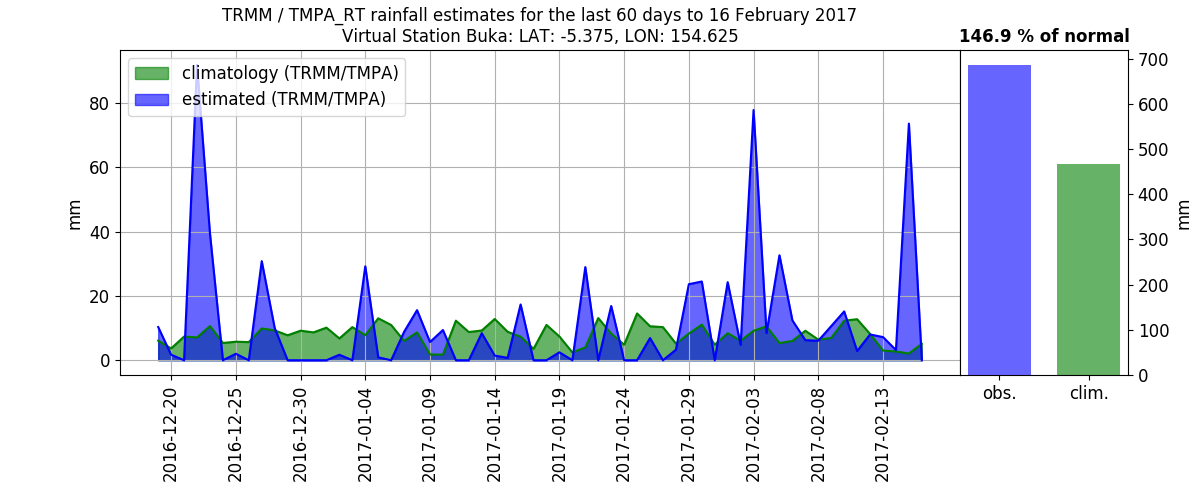 TRMM / TMPA_RT rainfall estimates for the last 60 days to 16 February 2017
Virtual Station Buka: LAT: -5.375, LON: 154.625
146.9 % of normal
climatology (TRMM/TMPA)
estimated (TRMM/TMPA)
mm
80
60
40
20
0
2016-12-20
2016-12-25
2016-12-30
2017-01-04
2017-01-09
2017-01-14
2017-01-19
2017-01-24
2017-01-29
2017-02-03
2017-02-08
2017-02-13
700
600
500
400
300
200
100
0
mm
obs.
clim.